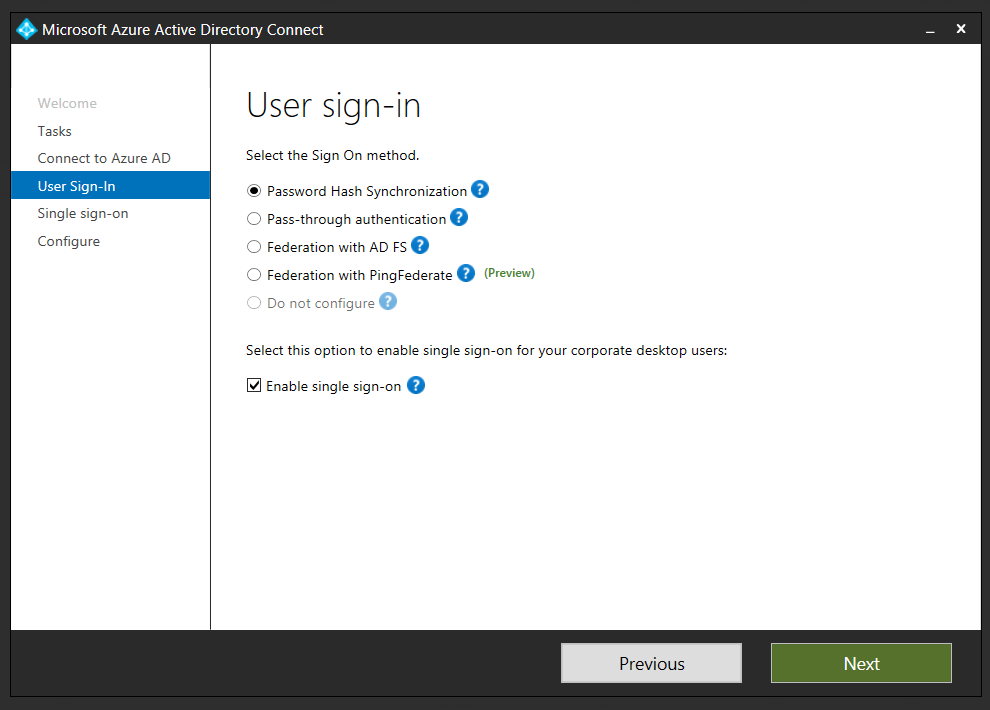 Microsoft Azure Active Directory Connect
Welcome
Tasks
Connect to Azure AD
User Sign-In
Single sign-on
Configure
User sign-in
Select the Sign On method.
Password Hash Synchronization ?
Pass-through authentication ?
Federation with AD FS ?
Federation with PingFederate ? (Preview)
Do not configure ?
Select this option to enable single sign-on for your corporate desktop users:
Enable single sign-on ?
Previous
Next